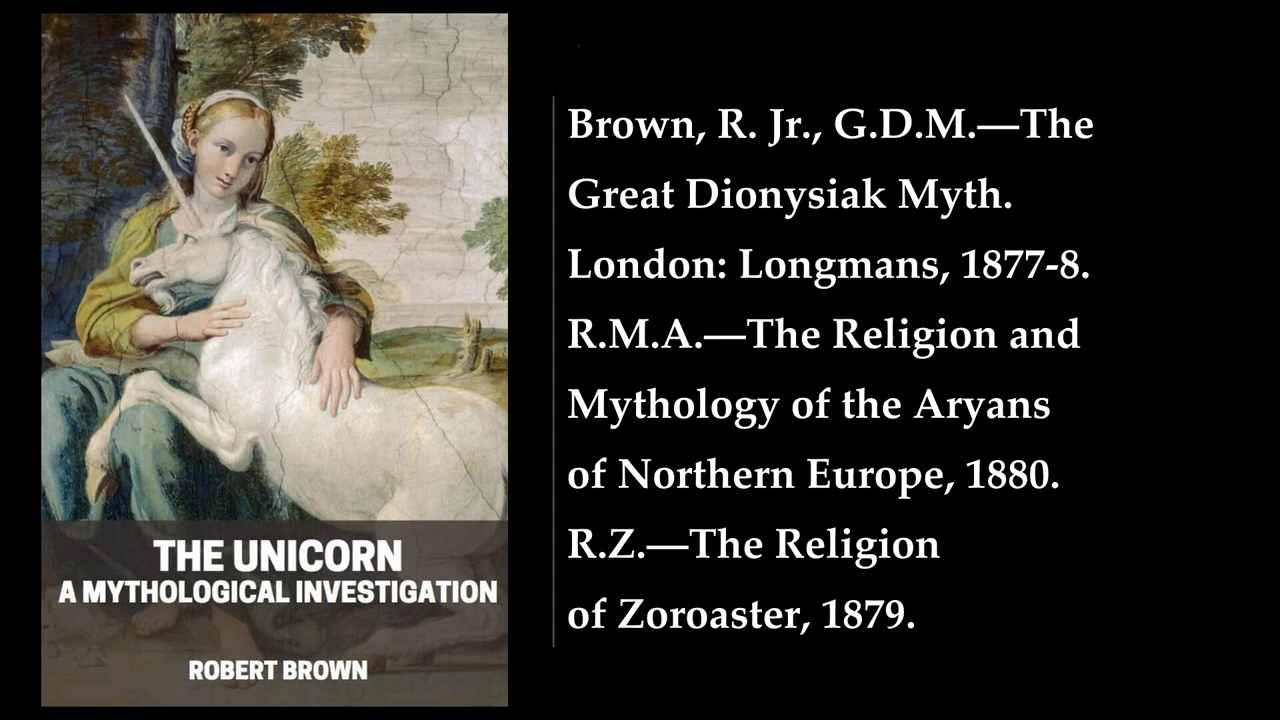 THE UNICORN
A MYTHOLOGICAL INVESTIGATION
ROBERT BROWN
Brown, R. Jr., G.D.M.—The
Great Dionysiak Myth.
London: Longmans, 1877-8.
R.M.A.—The Religion and
Mythology of the Aryans
of Northern Europe, 1880.
R.Z.—The Religion
of Zoroaster, 1879.